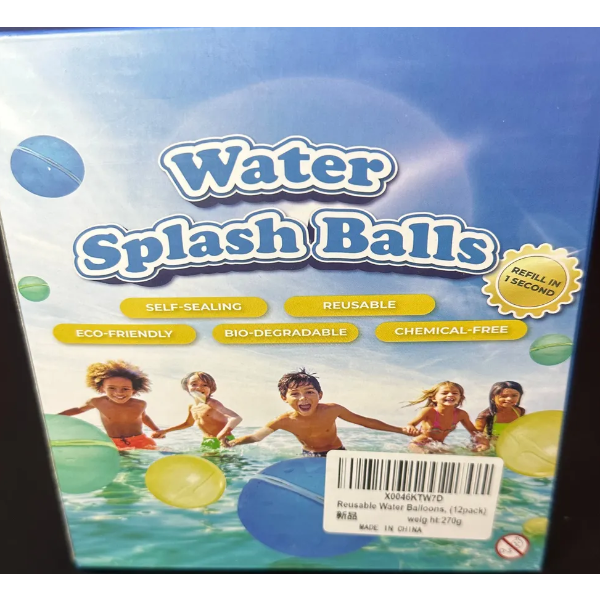 Water
Splash Balls
REFILL IN
1 SECOND
SELF-SEALING
REUSABLE
ECO-FRIENDLY
BIO-DEGRADABLE
CHEMICAL-FREE
X0046KTW7D
Reusable Water Balloons, (12pack)
新品
weig ht:270g
MADE IN CHINA